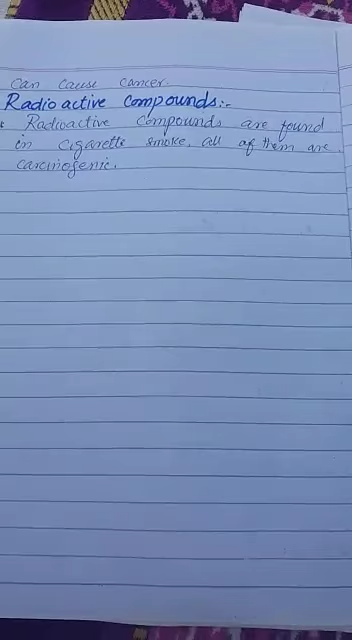 can cause cancer.
Radioactive Compounds:-
Radioactive compounds are found
in cigarette smoke, all of them are
carcinogenic.